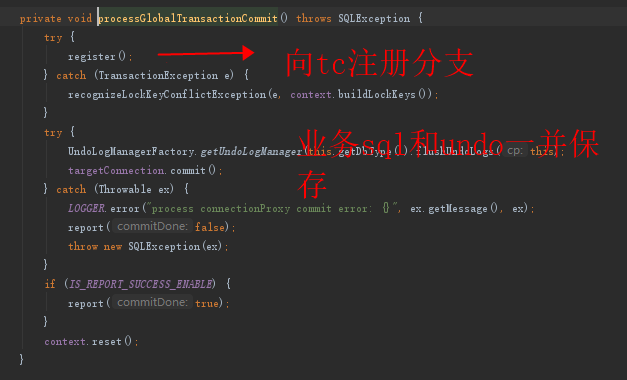 private void processGlobalTransactionCommit() throws SQLException {
try {
register();
向tc注册分支
} catch (TransactionException e) {
recognizeLockKeyConflictException(e, context.buildLockKeys());
}
try {
UndoLogManagerFactory.getUndoLogManager(this.getDbType()).flushUndoLogs( cp: this);
业务sql和undo一并保
存
targetConnection.commit();
} catch (Throwable ex) {
LOGGER.error("process connectionProxy commit error: {}", ex.getMessage(), ex);
report( commitDone: false);
throw new SQLException(ex);
}
if (IS_REPORT_SUCCESS_ENABLE) {
report( commitDone: true);
}
context.reset();
}